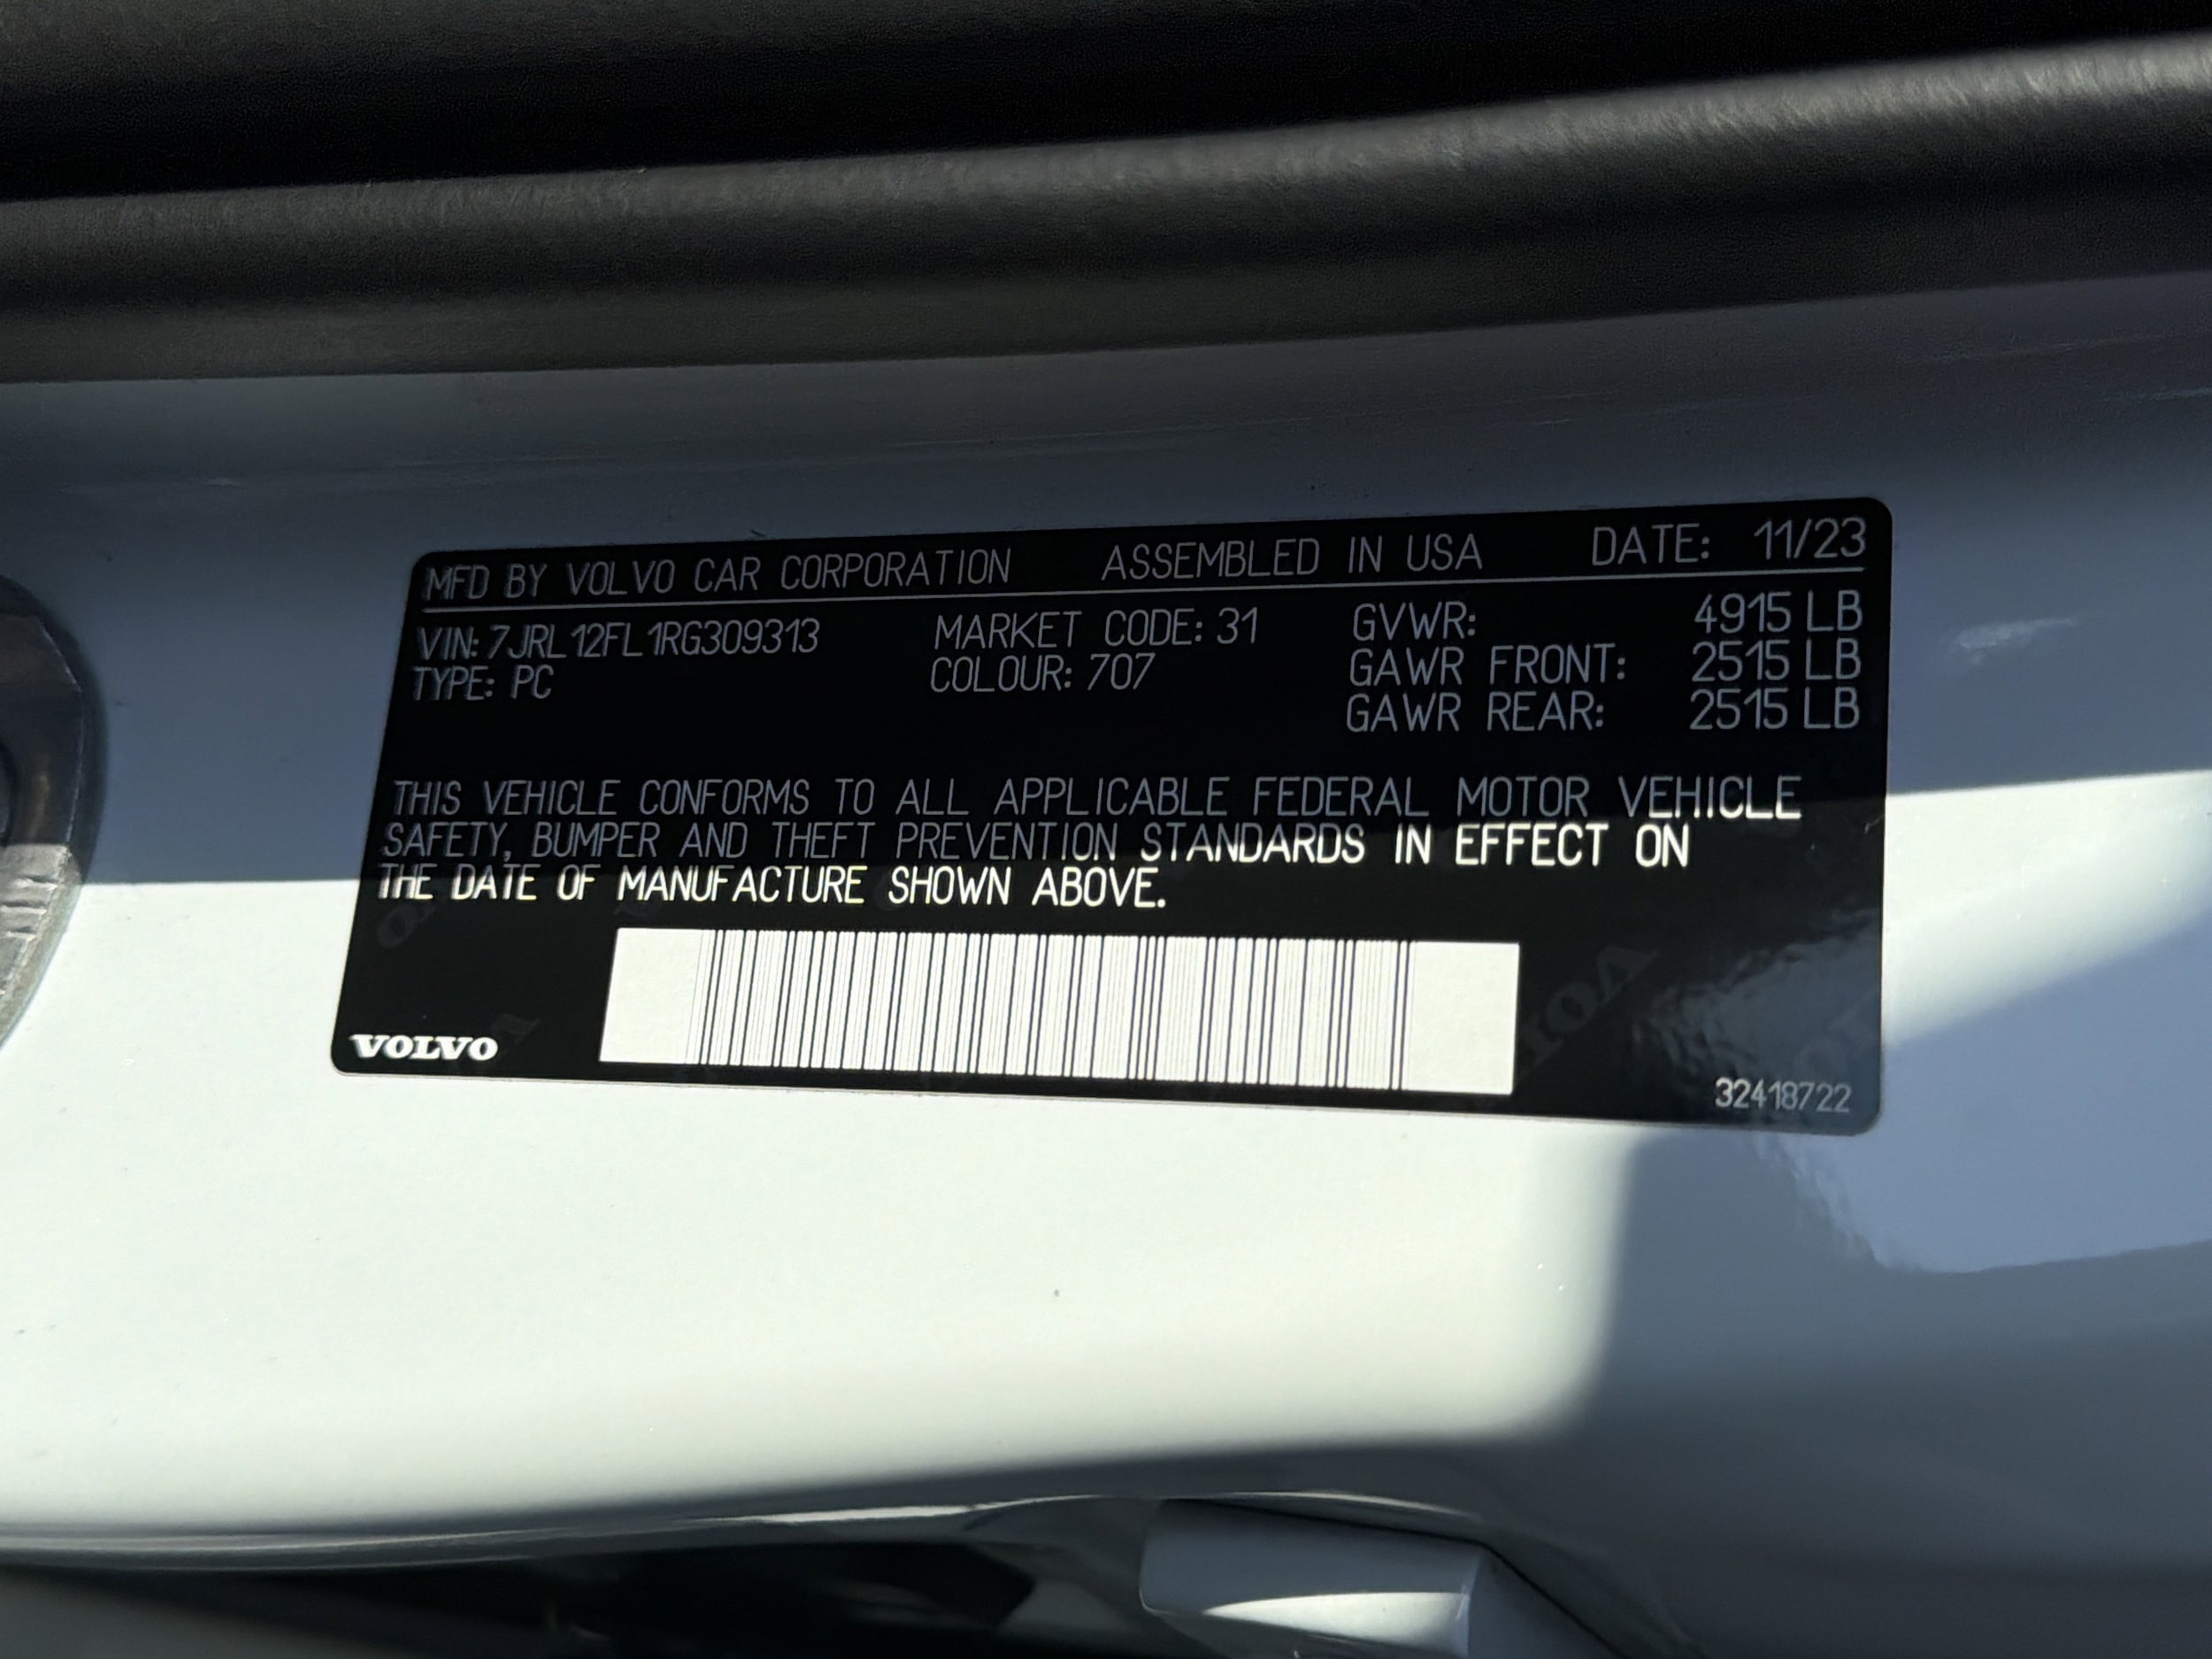 MFD BY VOLVO CAR CORPORATION ASSEMBLED IN USA DATE: 11/23
VIN: 7JRL12FL1RG309313 MARKET CODE: 31 GVWR: 4915 LB
TYPE: PC COLOUR: 707 GAWR FRONT: 2515 LB
GAWR REAR: 2515 LB
THIS VEHICLE CONFORMS TO ALL APPLICABLE FEDERAL MOTOR VEHICLE
SAFETY, BUMPER AND THEFT PREVENTION STANDARDS IN EFFECT ON
THE DATE OF MANUFACTURE SHOWN ABOVE.
VOLVO
32418722